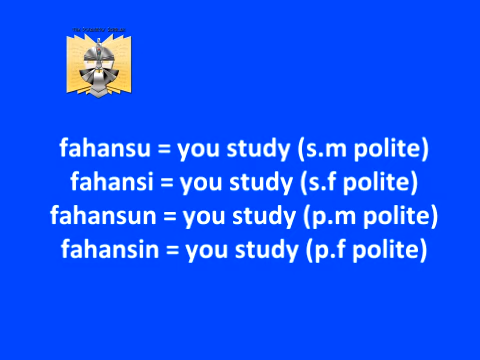 fahansu = you study (s.m polite)
fahansi = you study (s.f polite)
fahansun = you study (p.m polite)
fahansin = you study (p.f polite)